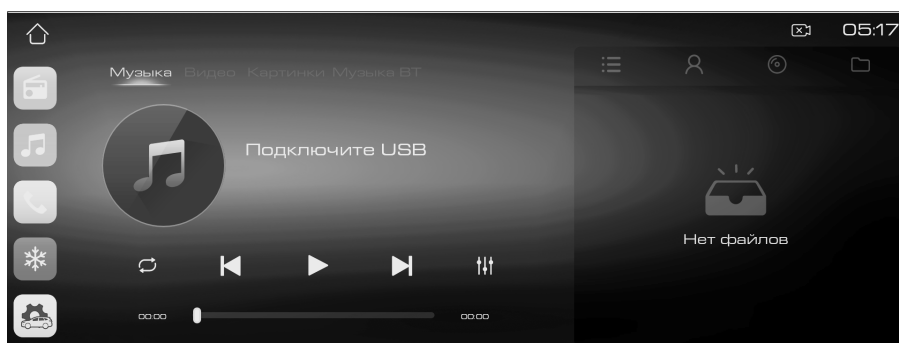 05:17
Музыка Видео Картинки Музыка BT
Подключите USB
Нет файлов
00:00 00:00